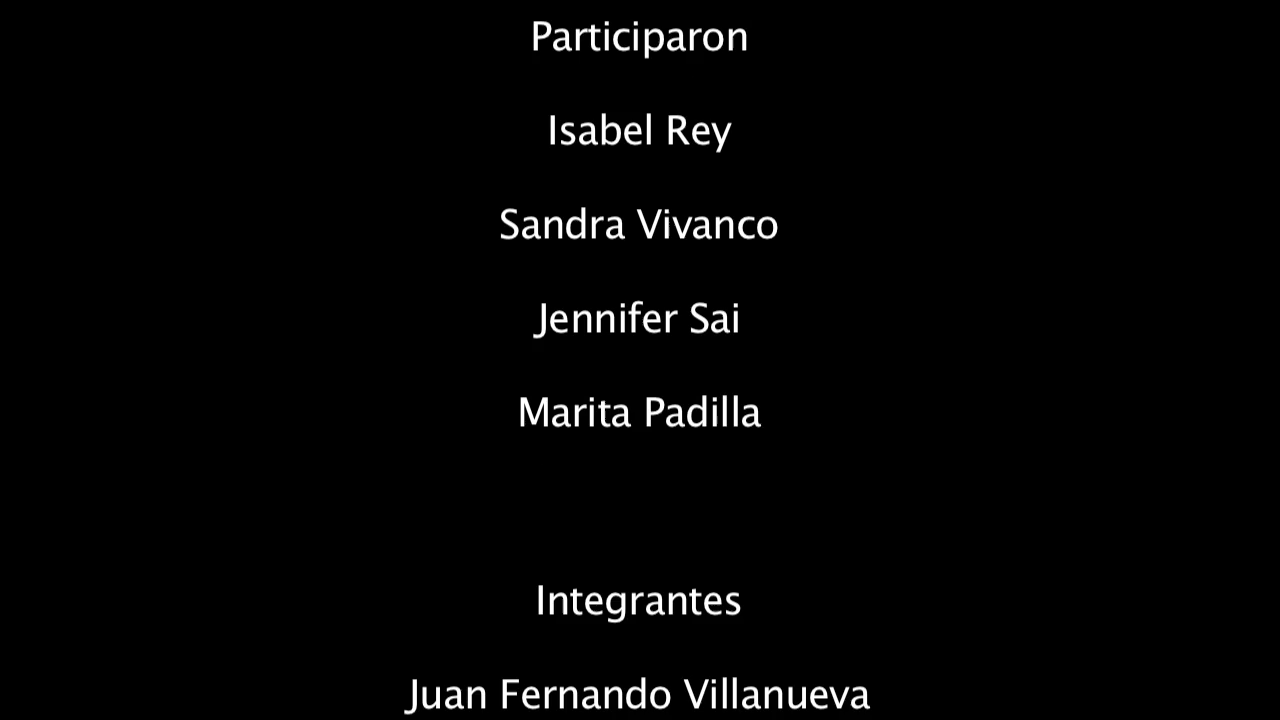 Participaron
Isabel Rey
Sandra Vivanco
Jennifer Sai
Marita Padilla
Integrantes
Juan Fernando Villanueva